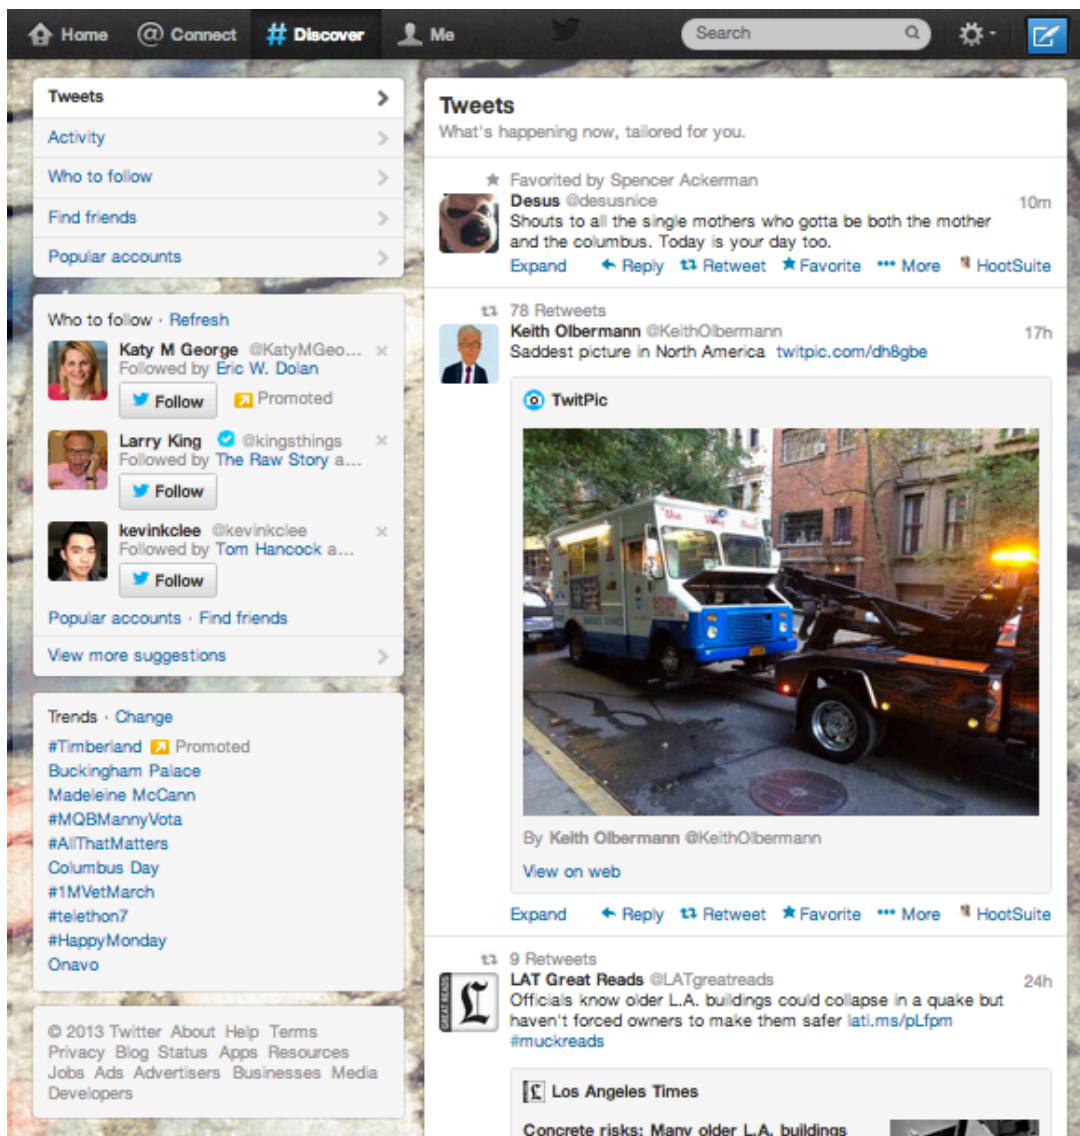 Home @ Connect # Discover Me Search
Tweets
Activity
Who to follow
Find friends
Popular accounts
Who to follow · Refresh
Katy M George @KatyMGeo...
Followed by Eric W. Dolan
Follow Promoted
Larry King @kingsthings
Followed by The Raw Story a...
Follow
kevinkclee @kevinkclee
Followed by Tom Hancock a...
Follow
Popular accounts · Find friends
View more suggestions
Trends · Change
#Timberland Promoted
Buckingham Palace
Madeleine McCann
#MQBMannyVota
#AllThatMatters
Columbus Day
#1MVetMarch
#telethon7
#HappyMonday
Onavo
© 2013 Twitter About Help Terms
Privacy Blog Status Apps Resources
Jobs Ads Advertisers Businesses Media
Developers
Tweets
What's happening now, tailored for you.
Favorited by Spencer Ackerman
Desus @desusnice 10m
Shouts to all the single mothers who gotta be both the mother
and the columbus. Today is your day too.
Expand Reply Retweet Favorite More HootSuite
78 Retweets
Keith Olbermann @KeithOlbermann 17h
Saddest picture in North America twitpic.com/dh8gbe
TwitPic
"the
By Keith Olbermann @KeithOlbermann
View on web
Expand Reply Retweet Favorite More HootSuite
9 Retweets
LAT Great Reads @LATgreatreads 24h
GREAT READS
Officials know older L.A. buildings could collapse in a quake but
haven't forced owners to make them safer lati.ms/pLfpm
#muckreads
Los Angeles Times
Concrete risks: Many older L.A. buildings